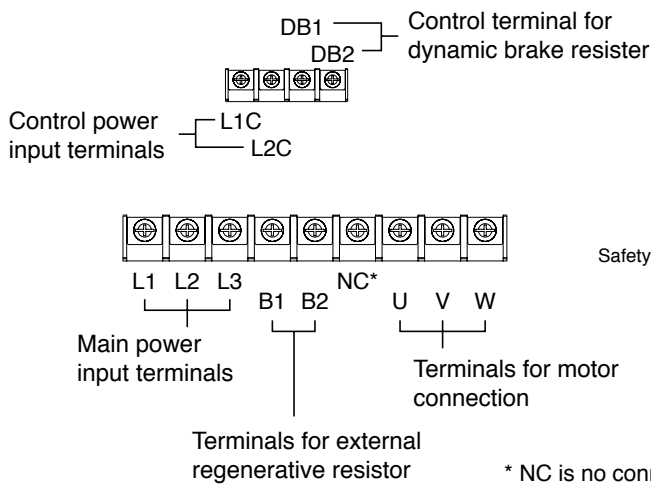 DB1
DB2
Control terminal for
dynamic brake resister
Control power
input terminals
L1C
L2C
Safety
L1 L2 L3 NC*
B1 B2 U V W
Main power
input terminals
Terminals for motor
connection
Terminals for external
regenerative resistor
* NC is no